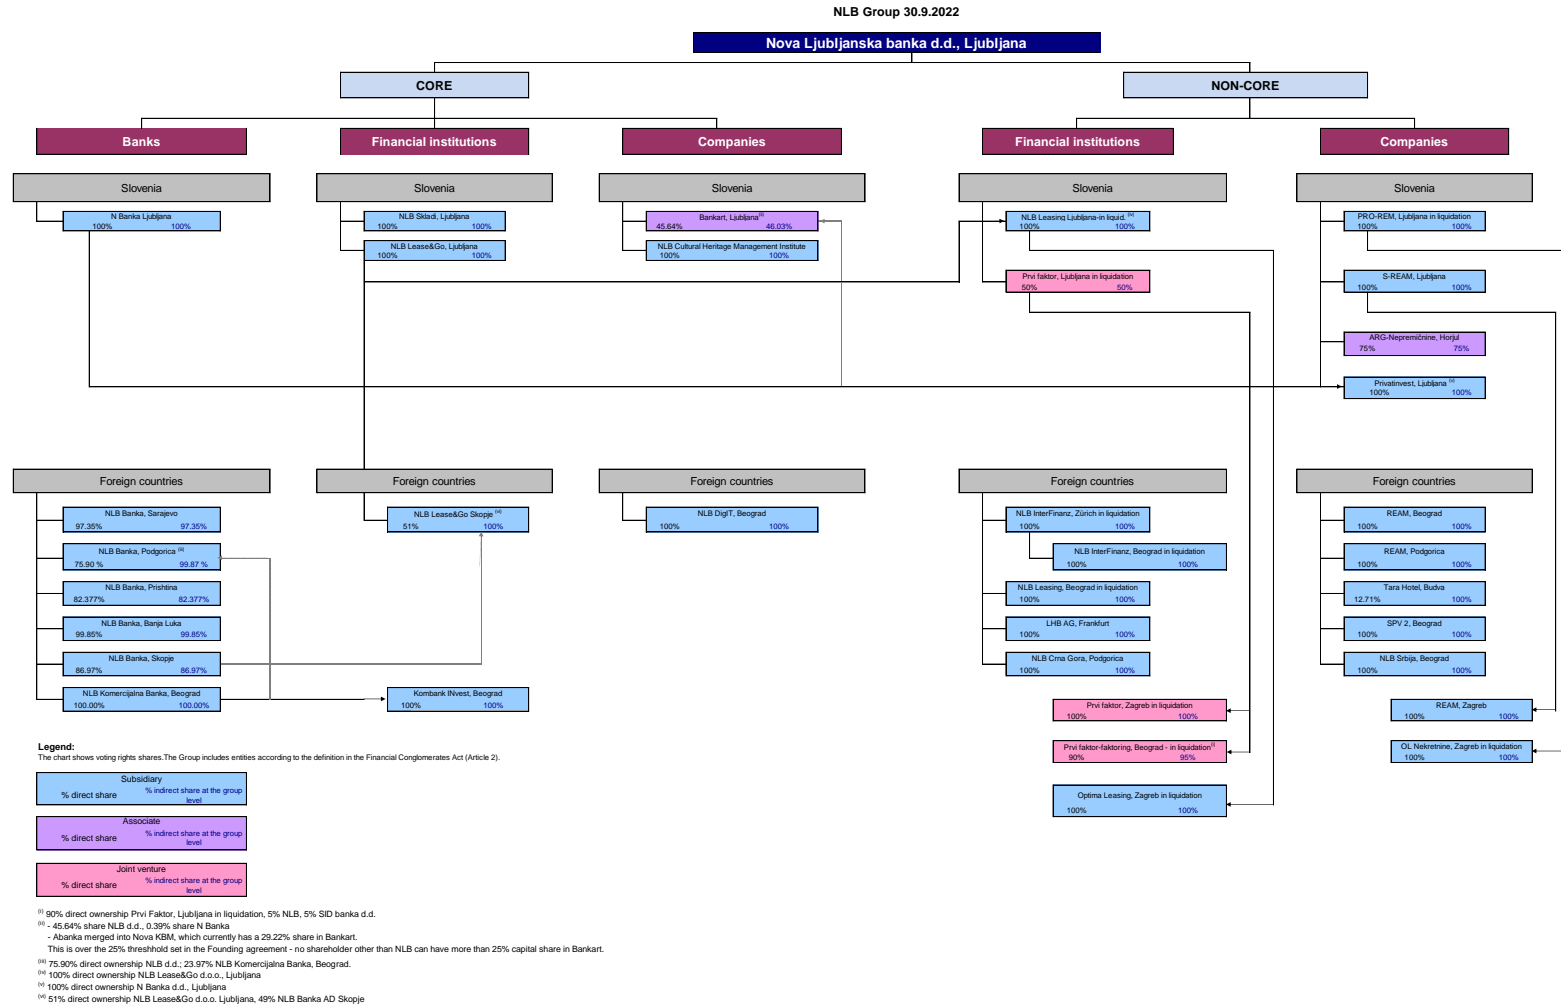 NLB Group 30.9.2022
Nova Ljubljanska banka d.d., Ljubljana
CORE
NON-CORE
Banks
Financial institutions
Companies
Financial institutions
Companies
Slovenia
Slovenia
Slovenia
Slovenia
Slovenia
N Banka Ljubljana
100% 100%
NLB Skladi, Ljubljana
100% 100%
NLB Lease&Go, Ljubljana
100% 100%
Bankart, Ljubljana(ii)
45.64% 46.03%
NLB Cultural Heritage Management Institute
100% 100%
NLB Leasing Ljubljana-in liquid. (iv)
100% 100%
Prvi faktor, Ljubljana in liquidation
50% 50%
PRO-REM, Ljubljana in liquidation
100% 100%
S-REAM, Ljubljana
100% 100%
ARG-Nepremičnine, Horjul
75% 75%
Privatinvest, Ljubljana (v)
100% 100%
Foreign countries
Foreign countries
Foreign countries
Foreign countries
Foreign countries
NLB Banka, Sarajevo
97.35% 97.35%
NLB Banka, Podgorica (iii)
75.90 % 99.87 %
NLB Banka, Prishtina
82.377% 82.377%
NLB Banka, Banja Luka
99.85% 99.85%
NLB Banka, Skopje
86.97% 86.97%
NLB Komercijalna Banka, Beograd
100.00% 100.00%
NLB Lease&Go Skopje (vi)
51% 100%
Kombank INvest, Beograd
100% 100%
NLB DigIT, Beograd
100% 100%
NLB InterFinanz, Zürich in liquidation
100% 100%
NLB InterFinanz, Beograd in liquidation
100% 100%
NLB Leasing, Beograd in liquidation
100% 100%
LHB AG, Frankfurt
100% 100%
NLB Crna Gora, Podgorica
100% 100%
Prvi faktor, Zagreb in liquidation
100% 100%
Prvi faktor-faktoring, Beograd - in liquidation(i)
90% 95%
Optima Leasing, Zagreb in liquidation
100% 100%
REAM, Beograd
100% 100%
REAM, Podgorica
100% 100%
Tara Hotel, Budva
12.71% 100%
SPV 2, Beograd
100% 100%
NLB Srbija, Beograd
100% 100%
REAM, Zagreb
100% 100%
OL Nekretnine, Zagreb in liquidation
100% 100%
Legend:
The chart shows voting rights shares.The Group includes entities according to the definition in the Financial Conglomerates Act (Article 2).
Subsidiary
% direct share % indirect share at the group level
Associate
% direct share % indirect share at the group level
Joint venture
% direct share % indirect share at the group level
(i) 90% direct ownership Prvi Faktor, Ljubljana in liquidation, 5% NLB, 5% SID banka d.d.
(ii) - 45.64% share NLB d.d., 0.39% share N Banka
- Abanka merged into Nova KBM, which currently has a 29.22% share in Bankart.
This is over the 25% threshhold set in the Founding agreement - no shareholder other than NLB can have more than 25% capital share in Bankart.
(iii) 75.90% direct ownership NLB d.d.; 23.97% NLB Komercijalna Banka, Beograd.
(iv) 100% direct ownership NLB Lease&Go d.o.o., Ljubljana
(v) 100% direct ownership N Banka d.d., Ljubljana
(vi) 51% direct ownership NLB Lease&Go d.o.o. Ljubljana, 49% NLB Banka AD Skopje